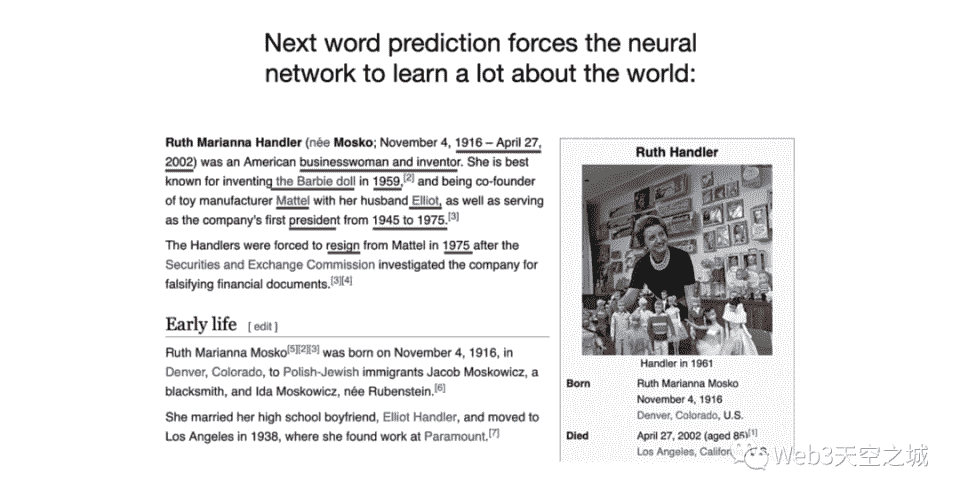 Next word prediction forces the neural
network to learn a lot about the world:
Ruth Marianna Handler (née Mosko; November 4, 1916 – April 27,
2002) was an American businesswoman and inventor. She is best
known for inventing the Barbie doll in 1959,[2] and being co-founder
of toy manufacturer Mattel with her husband Elliot, as well as serving
as the company's first president from 1945 to 1975.[3]
The Handlers were forced to resign from Mattel in 1975 after the
Securities and Exchange Commission investigated the company for
falsifying financial documents.[3][4]
Early life [ edit ]
Ruth Marianna Mosko[5][2][3] was born on November 4, 1916, in
Denver, Colorado, to Polish-Jewish immigrants Jacob Moskowicz, a
blacksmith, and Ida Moskowicz, née Rubenstein.[6]
She married her high school boyfriend, Elliot Handler, and moved to
Los Angeles in 1938, where she found work at Paramount.[7]
Ruth Handler
Handler in 1961
Born Ruth Marianna Mosko
November 4, 1916
Denver, Colorado, U.S.
Died April 27, 2002 (aged 85)[1]
Los Angeles, Californ U.S.
Web3天空之城